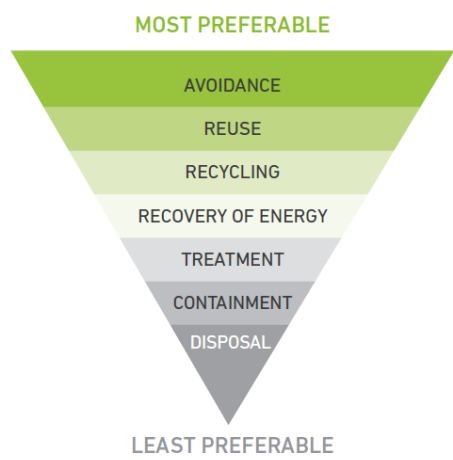 MOST PREFERABLE
AVOIDANCE
REUSE
RECYCLING
RECOVERY OF ENERGY
TREATMENT
CONTAINMENT
DISPOSAL
LEAST PREFERABLE